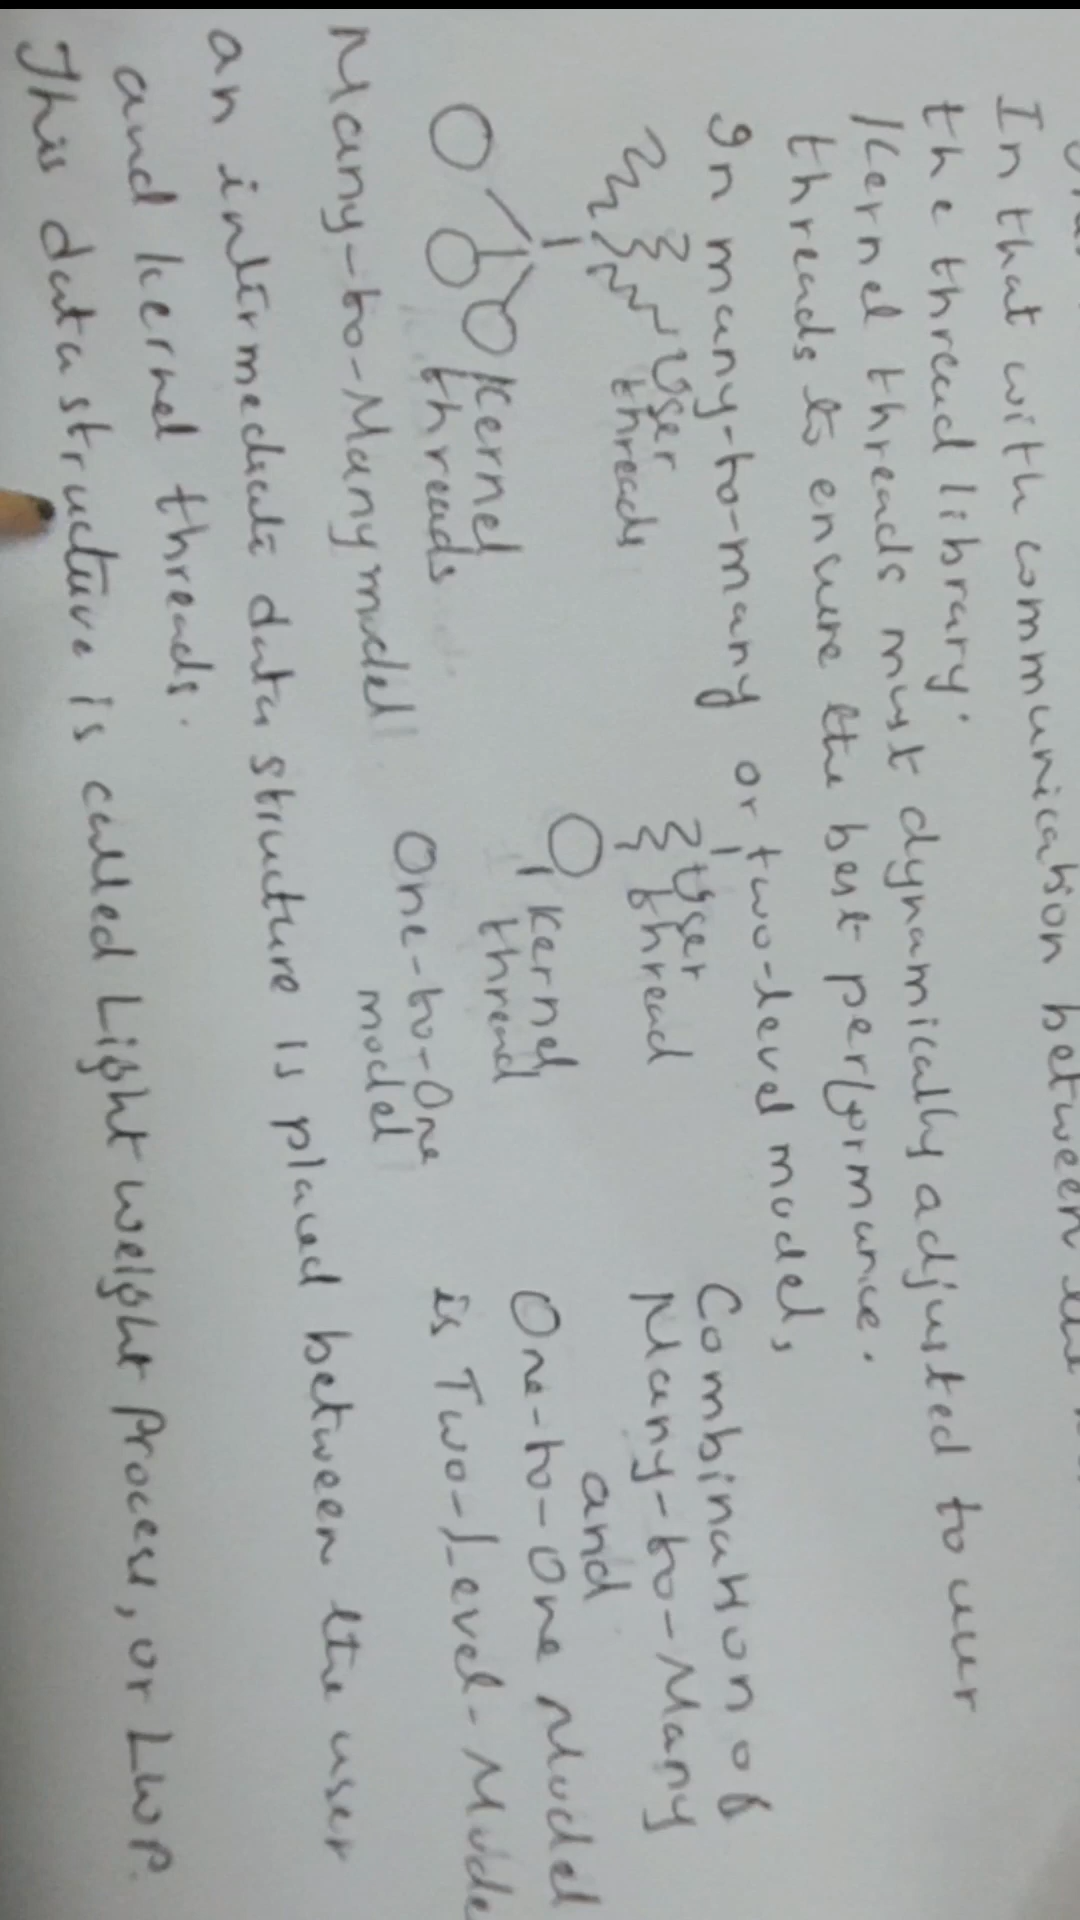 In that with communication between the
the thread library.
Kernel threads must dynamically adjusted to user
threads to ensure the best performance.
In many-to-many or two-level model,
User
threads
Kernel
threads
Many-to-Many model
User
thread
Kernel
thread
One-to-One
model
Combination of
Many-to-Many
and
One-to-One Model
is Two-Level-Mode
an intermediate data structure is placed between the user
and kernel threads.
This data structure is called Light weight Process, or LWP.